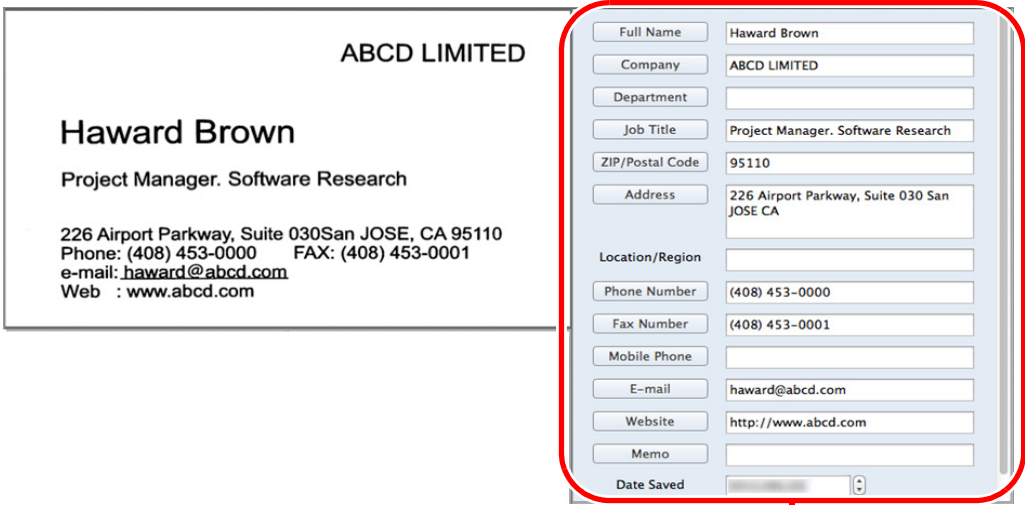 ABCD LIMITED
Haward Brown
Project Manager. Software Research
226 Airport Parkway, Suite 030San JOSE, CA 95110
Phone: (408) 453-0000 FAX: (408) 453-0001
e-mail: haward@abcd.com
Web : www.abcd.com
Full Name Haward Brown
Company ABCD LIMITED
Department
Job Title Project Manager. Software Research
ZIP/Postal Code 95110
Address 226 Airport Parkway, Suite 030 San
JOSE CA
Location/Region
Phone Number (408) 453-0000
Fax Number (408) 453-0001
Mobile Phone
E-mail haward@abcd.com
Website http://www.abcd.com
Memo
Date Saved